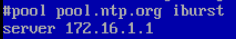 #pool pool.ntp.org iburst
server 172.16.1.1